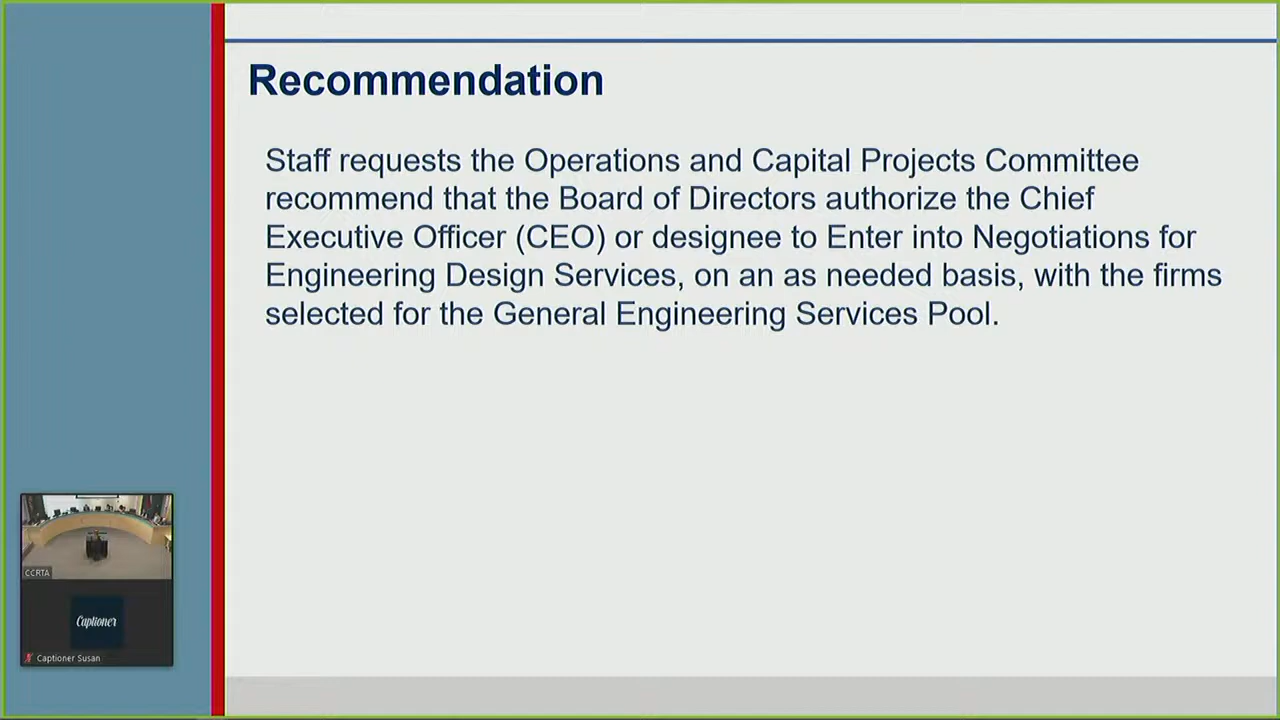 Recommendation
Staff requests the Operations and Capital Projects Committee
recommend that the Board of Directors authorize the Chief
Executive Officer (CEO) or designee to Enter into Negotiations for
Engineering Design Services, on an as needed basis, with the firms
selected for the General Engineering Services Pool.
CCRTA
Captioner
Captioner Susan